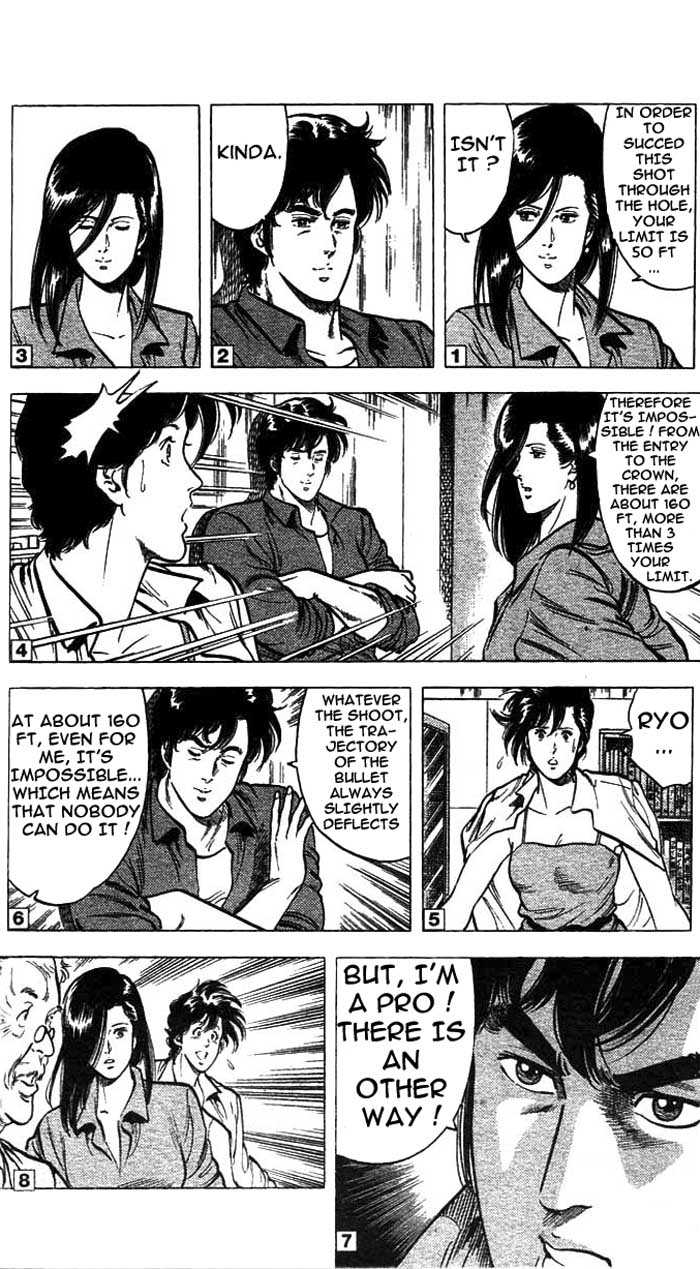 IN ORDER
TO
SUCCED
THIS
SHOT
THROUGH
THE HOLE,
YOUR
LIMIT IS
50 FT
...
ISN'T
IT ?
1
KINDA.
2
3
THEREFORE
IT'S IMPOS-
SIBLE ! FROM
THE ENTRY
TO THE
CROWN,
THERE ARE
ABOUT 160
FT, MORE
THAN 3
TIMES
YOUR
LIMIT.
4
RYO
...
5
WHATEVER
THE SHOOT,
THE TRA-
JECTORY
OF THE
BULLET
ALWAYS
SLIGHTLY
DEFLECTS
AT ABOUT 160
FT, EVEN FOR
ME, IT'S
IMPOSSIBLE...
WHICH MEANS
THAT NOBODY
CAN DO IT !
6
BUT, I'M
A PRO !
THERE IS
AN
OTHER
WAY !
7
8